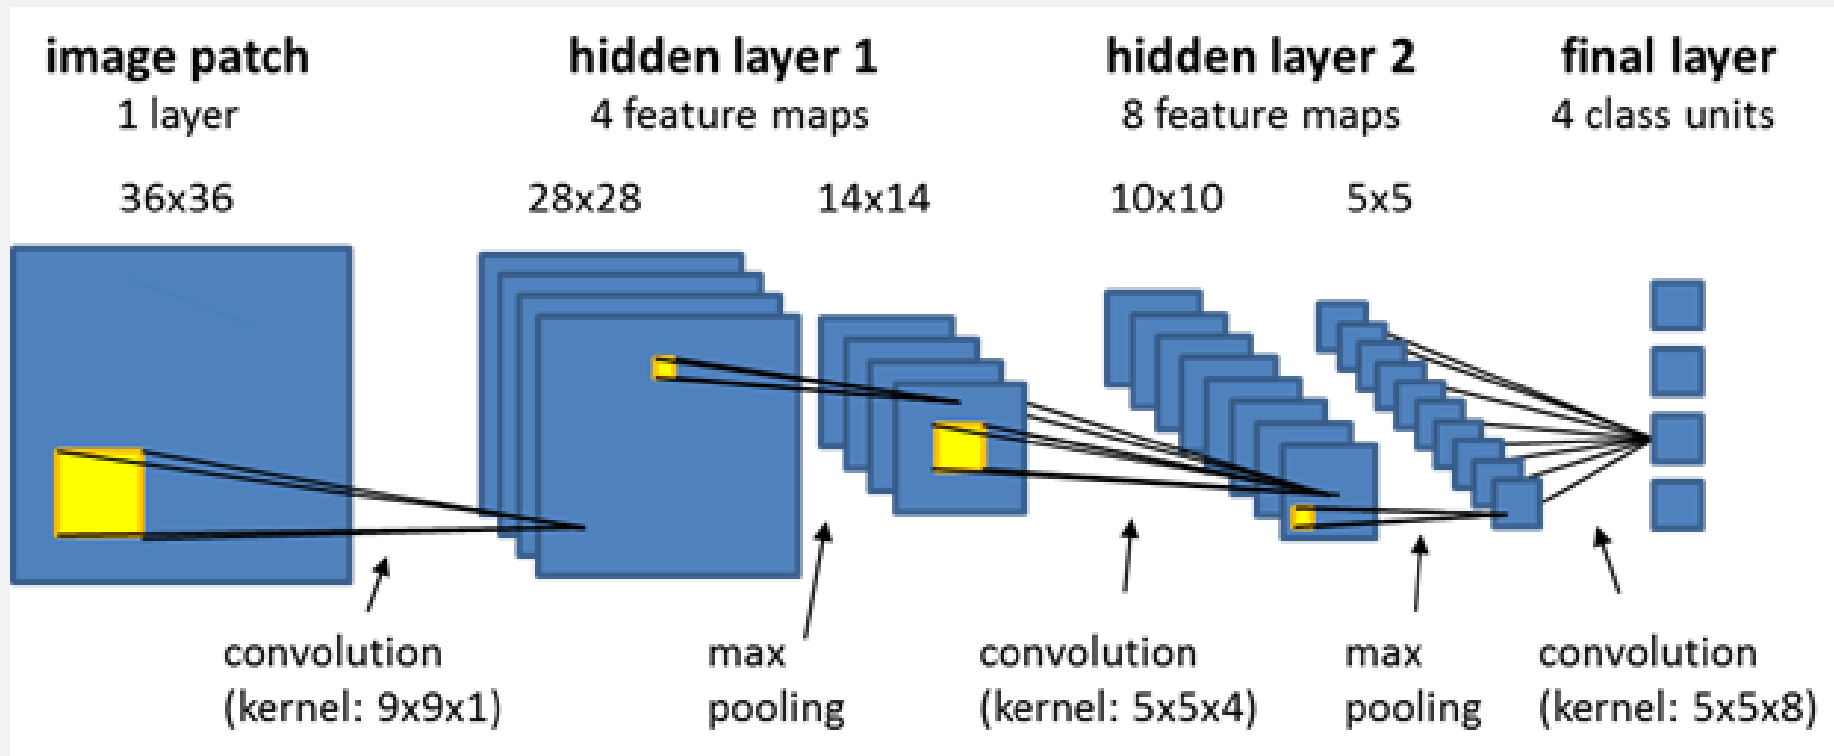 image patch
1 layer
36x36
hidden layer 1
4 feature maps
28x28
14x14
hidden layer 2
8 feature maps
10x10
5x5
final layer
4 class units
convolution
(kernel: 9x9x1)
max
pooling
convolution
(kernel: 5x5x4)
max
pooling
convolution
(kernel: 5x5x8)